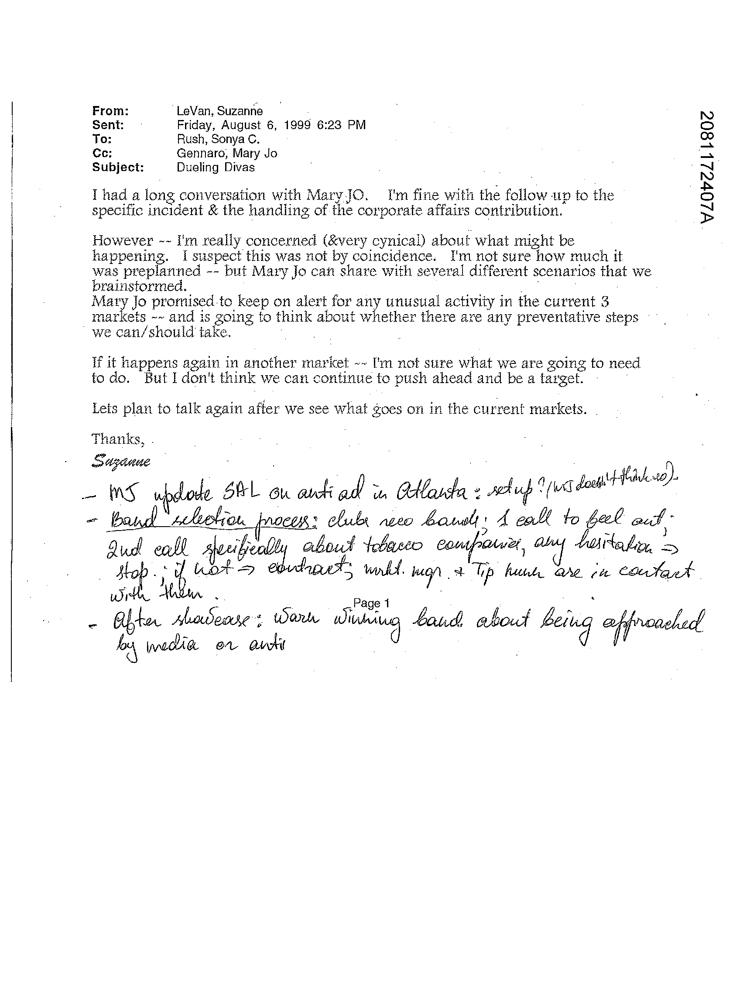 2081172407A
From: LeVan, Suzanne
Sent: Friday, August 6, 1999 6:23 PM
To: Rush, Sonya C.
Cc: Gennaro, Mary Jo
Subject: Dueling Divas
I had a long conversation with Mary JO. I'm fine with the follow up to the
specific incident & the handling of the corporate affairs contribution.
However -- I'm really concerned (&very cynical) about what might be
happening. I suspect this was not by coincidence. I'm not sure how much it
was preplanned -- but Mary Jo can share with several different scenarios that we
brainstormed.
Mary Jo promised to keep on alert for any unusual activity in the current 3
markets -- and is going to think about whether there are any preventative steps
we can/should take.
If it happens again in another market -- I'm not sure what we are going to need
to do. But I don't think we can continue to push ahead and be a target.
Lets plan to talk again after we see what goes on in the current markets.
Thanks,
Suzanne
- MJ update SAL on anti ad in Atlanta : set up? (MJ doesn't think so)
- Band selection process: clubs reco bands; 1 call to feel out;
2nd call specifically about tobacco companies, any hesitation ⇒
stop; if not ⇒ contract; mrkt. mgr. + Tip are in contact
with them.
Page 1
- After showcase: warn winning band about being approached
by media or antis